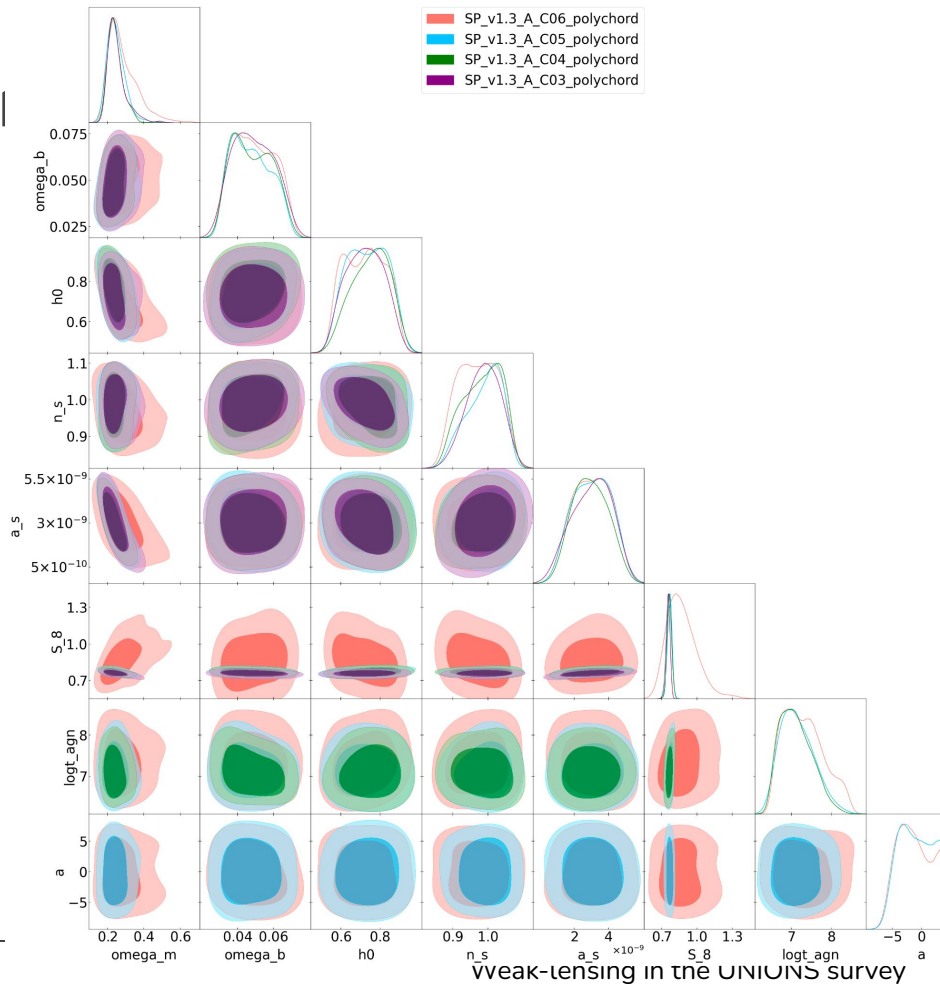 SP_v1.3_A_C06_polychord
SP_v1.3_A_C05_polychord
SP_v1.3_A_C04_polychord
SP_v1.3_A_C03_polychord
0.075
0.050
0.025
omega_b
0.8
0.6
h0
1.1
1.0
0.9
n_s
5.5×10⁻⁹
3×10⁻⁹
5×10⁻¹⁰
a_s
1.3
1.0
0.7
S_8
8
7
logt_agn
5
0
−5
a
0.2 0.4 0.6
0.04 0.06
0.6 0.8
0.9 1.0
2 4 ×10⁻⁹
0.7 1.0 1.3
7 8
−5 0
omega_m omega_b h0 n_s a_s S_8 logt_agn a
Weak-lensing in the UNIONS survey